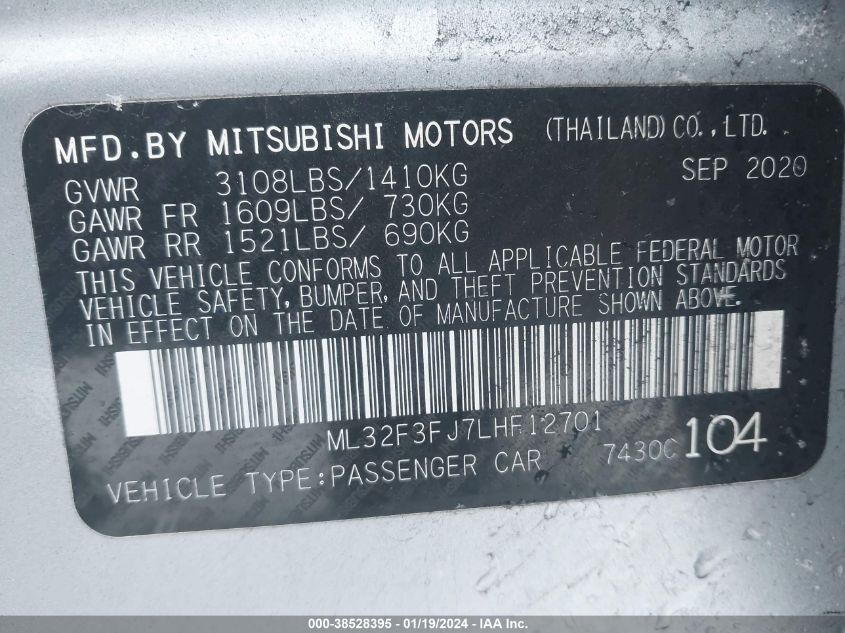 MFD.BY MITSUBISHI MOTORS (THAILAND) CO.,LTD.
GVWR 3108LBS/1410KG SEP 2020
GAWR FR 1609LBS/ 730KG
GAWR RR 1521LBS/ 690KG
THIS VEHICLE CONFORMS TO ALL APPLICABLE FEDERAL MOTOR
VEHICLE SAFETY, BUMPER, AND THEFT PREVENTION STANDARDS
IN EFFECT ON THE DATE OF MANUFACTURE SHOWN ABOVE.
ML32F3FJ7LHF12701
VEHICLE TYPE:PASSENGER CAR 7430C 104
000-38528395 - 01/19/2024 - IAA Inc.